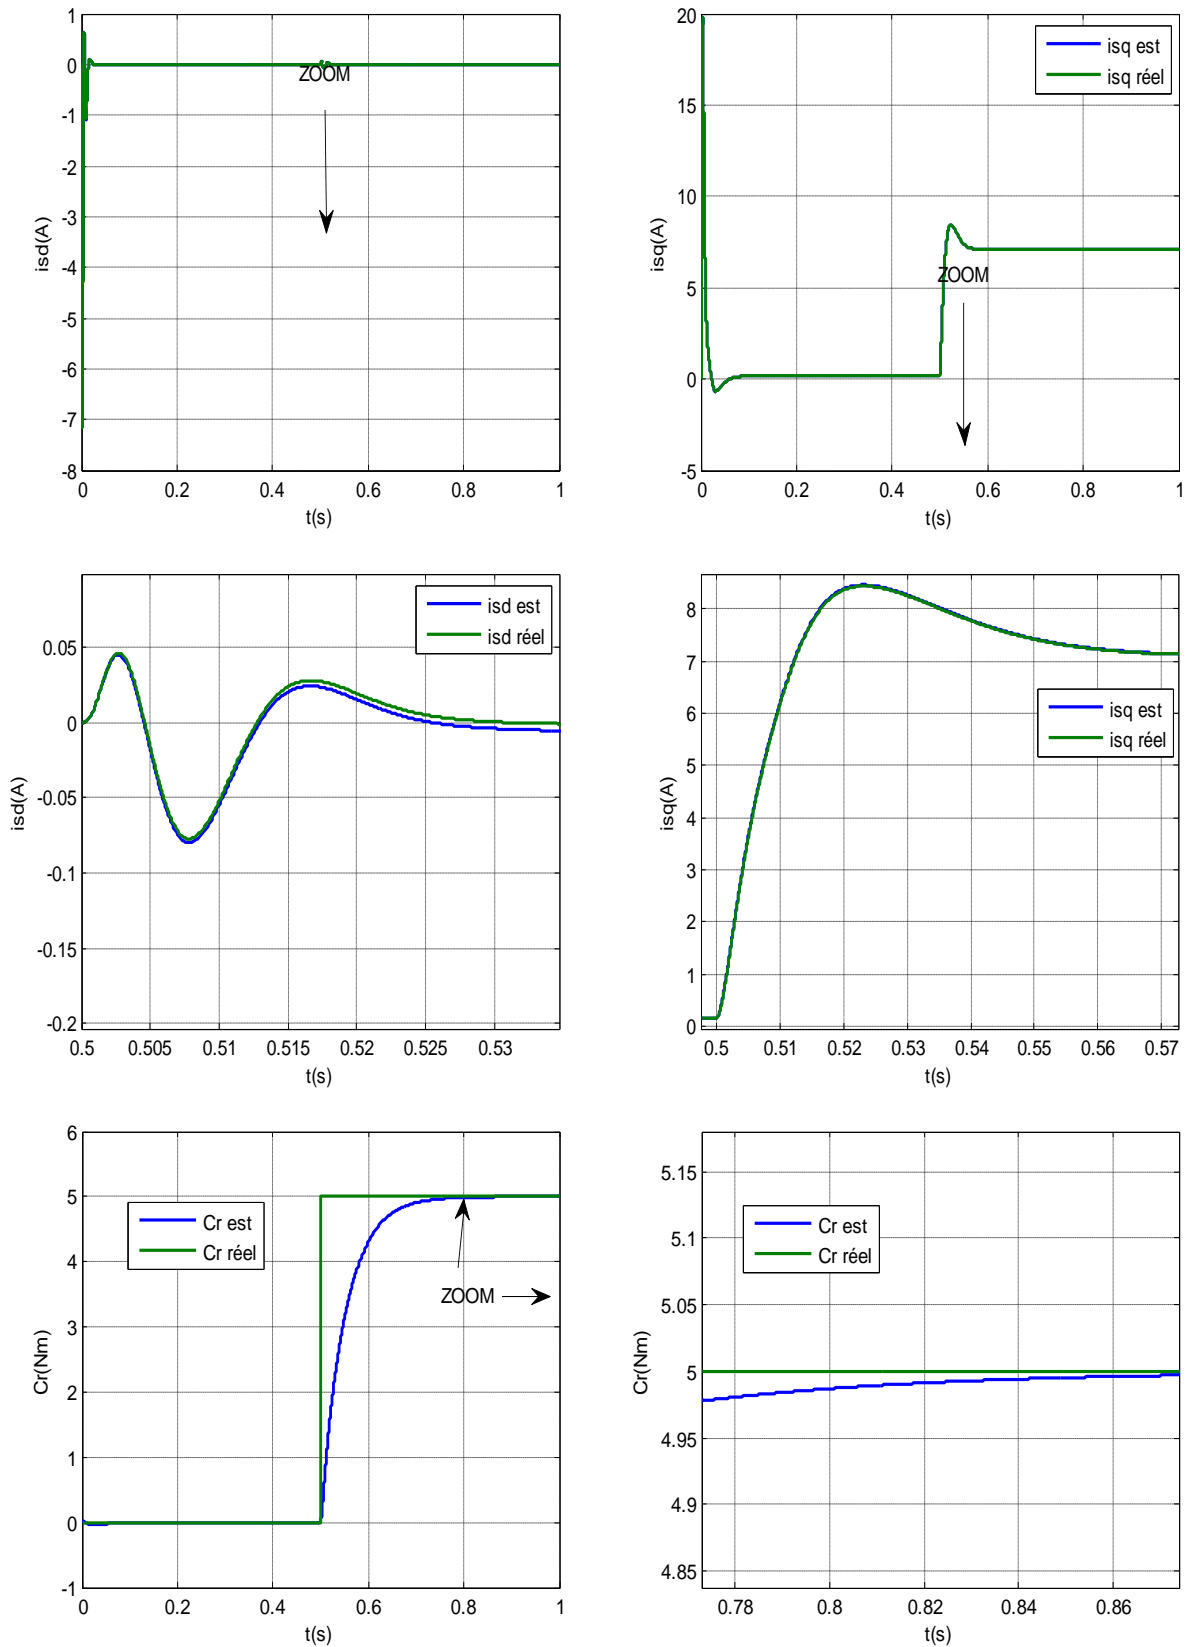 1
0
-1
-2
-3
-4
-5
-6
-7
-8
isd(A)
ZOOM
0 0.2 0.4 0.6 0.8 1
t(s)
20
15
10
5
0
-5
isq(A)
isq est
isq réel
ZOOM
0 0.2 0.4 0.6 0.8 1
t(s)
0.05
0
-0.05
-0.1
-0.15
-0.2
isd(A)
isd est
isd réel
0.5 0.505 0.51 0.515 0.52 0.525 0.53
t(s)
8
7
6
5
4
3
2
1
0
isq(A)
isq est
isq réel
0.5 0.51 0.52 0.53 0.54 0.55 0.56 0.57
t(s)
6
5
4
3
2
1
0
-1
Cr(Nm)
Cr est
Cr réel
ZOOM
0 0.2 0.4 0.6 0.8 1
t(s)
5.15
5.1
5.05
5
4.95
4.9
4.85
Cr(Nm)
Cr est
Cr réel
0.78 0.8 0.82 0.84 0.86
t(s)